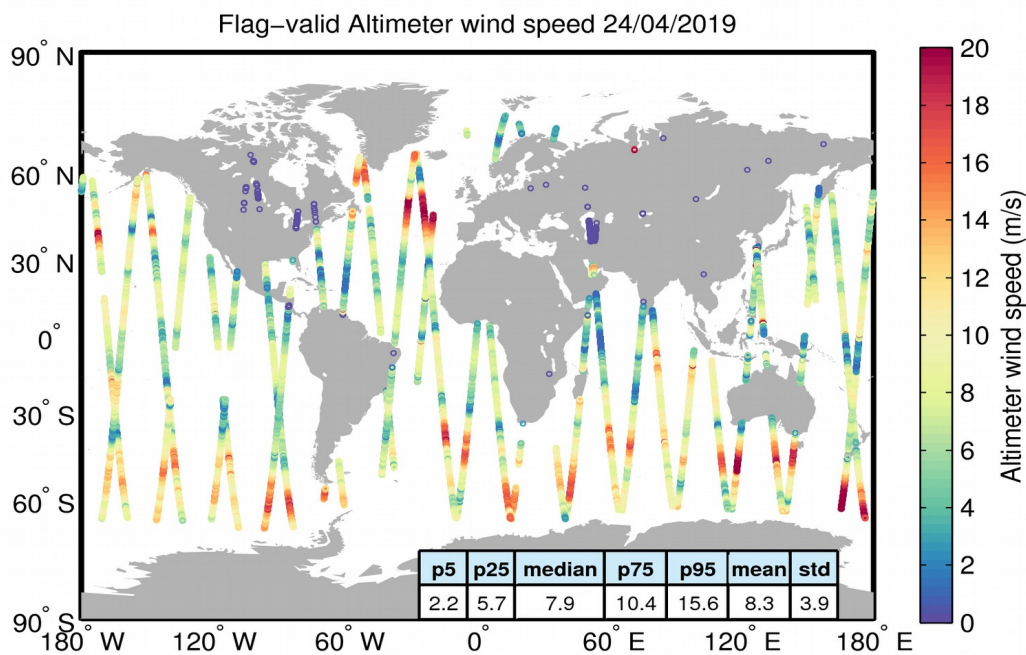 Flag−valid Altimeter wind speed 24/04/2019
90° N
60° N
30° N
0°
30° S
60° S
90° S
180° W
120° W
60° W
0°
60° E
120° E
180° E
p5 p25 median p75 p95 mean std
2.2 5.7 7.9 10.4 15.6 8.3 3.9
20
18
16
14
12
10
8
6
4
2
0
Altimeter wind speed (m/s)